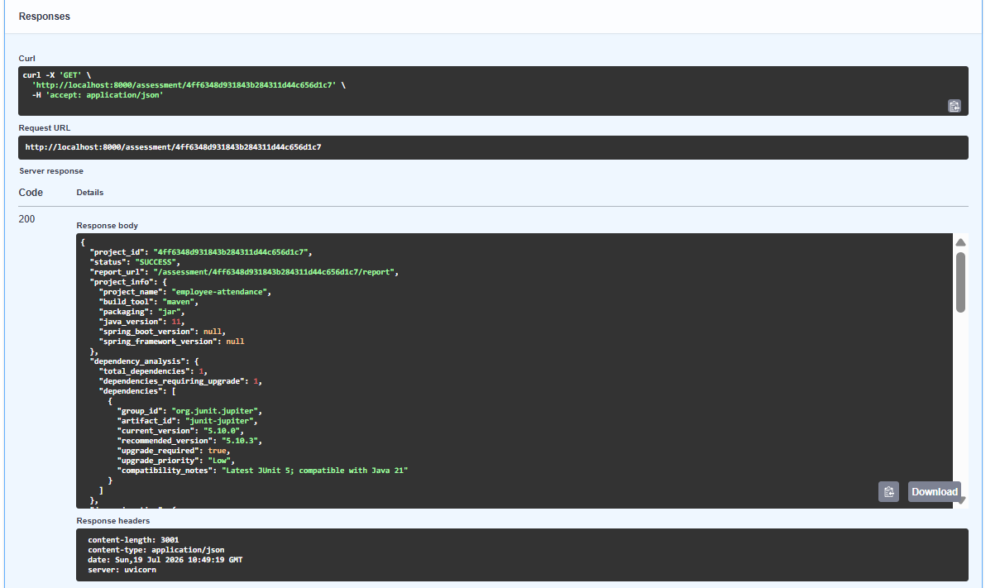 Responses
Curl
curl -X 'GET' \
  'http://localhost:8000/assessment/4ff6348d931843b284311d44c656d1c7' \
  -H 'accept: application/json'
Request URL
http://localhost:8000/assessment/4ff6348d931843b284311d44c656d1c7
Server response
Code Details
200
Response body
{
  "project_id": "4ff6348d931843b284311d44c656d1c7",
  "status": "SUCCESS",
  "report_url": "/assessment/4ff6348d931843b284311d44c656d1c7/report",
  "project_info": {
    "project_name": "employee-attendance",
    "build_tool": "maven",
    "packaging": "jar",
    "java_version": 11,
    "spring_boot_version": null,
    "spring_framework_version": null
  },
  "dependency_analysis": {
    "total_dependencies": 1,
    "dependencies_requiring_upgrade": 1,
    "dependencies": [
      {
        "group_id": "org.junit.jupiter",
        "artifact_id": "junit-jupiter",
        "current_version": "5.10.0",
        "recommended_version": "5.10.3",
        "upgrade_required": true,
        "upgrade_priority": "Low",
        "compatibility_notes": "Latest JUnit 5; compatible with Java 21"
      }
    ]
  },
Download
Response headers
content-length: 3001
content-type: application/json
date: Sun,19 Jul 2026 10:49:19 GMT
server: uvicorn